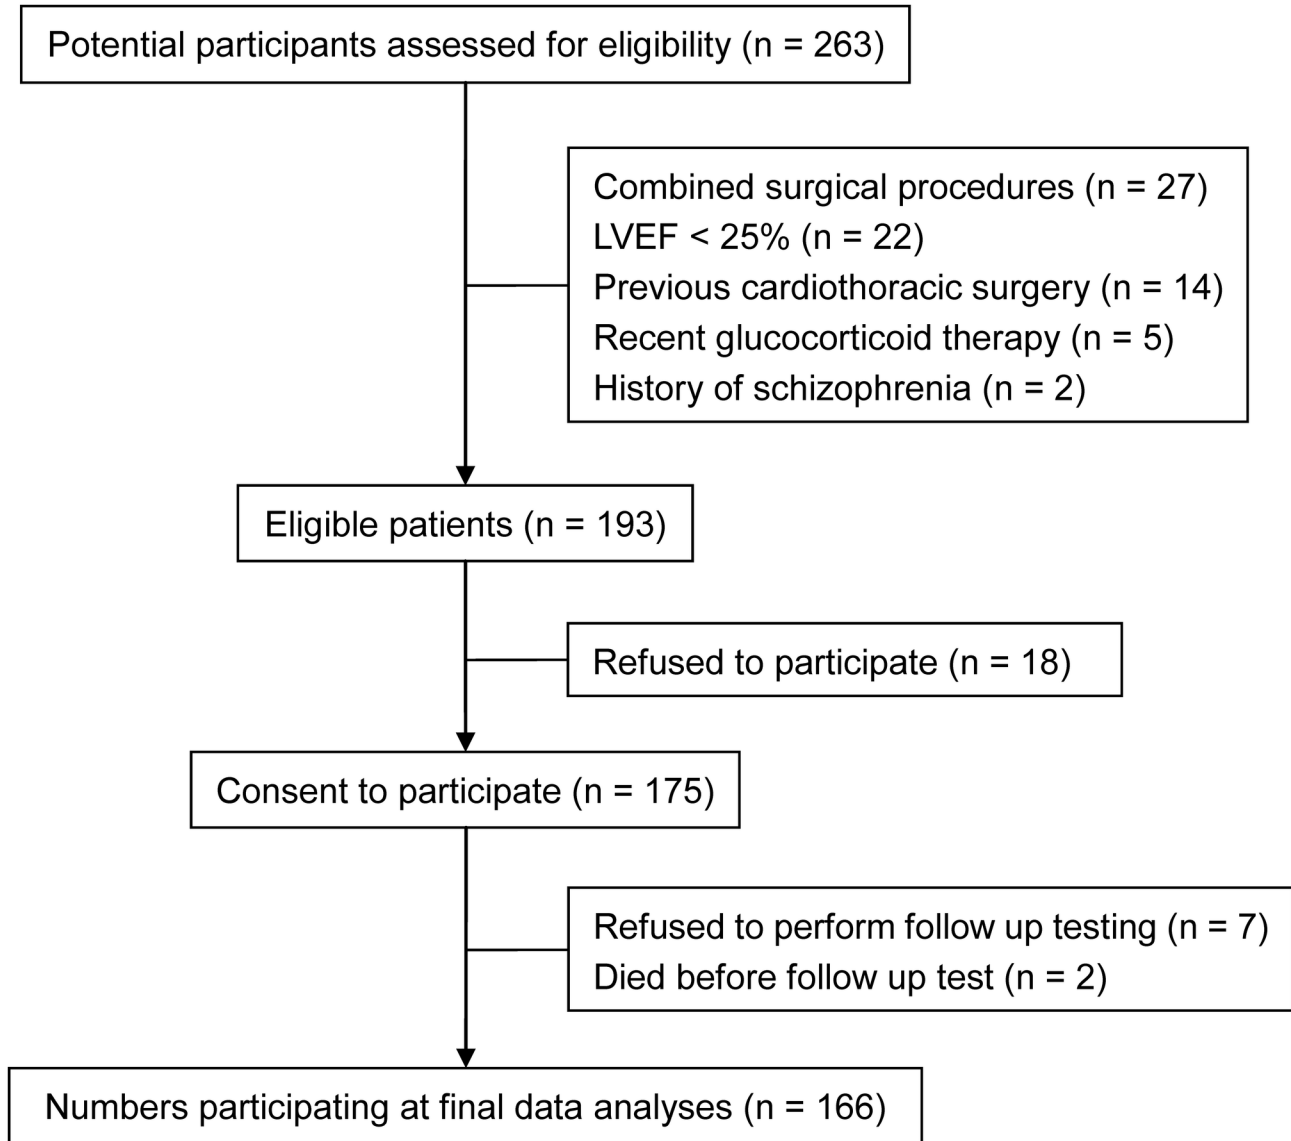 Potential participants assessed for eligibility (n = 263)
Combined surgical procedures (n = 27)
LVEF < 25% (n = 22)
Previous cardiothoracic surgery (n = 14)
Recent glucocorticoid therapy (n = 5)
History of schizophrenia (n = 2)
Eligible patients (n = 193)
Refused to participate (n = 18)
Consent to participate (n = 175)
Refused to perform follow up testing (n = 7)
Died before follow up test (n = 2)
Numbers participating at final data analyses (n = 166)